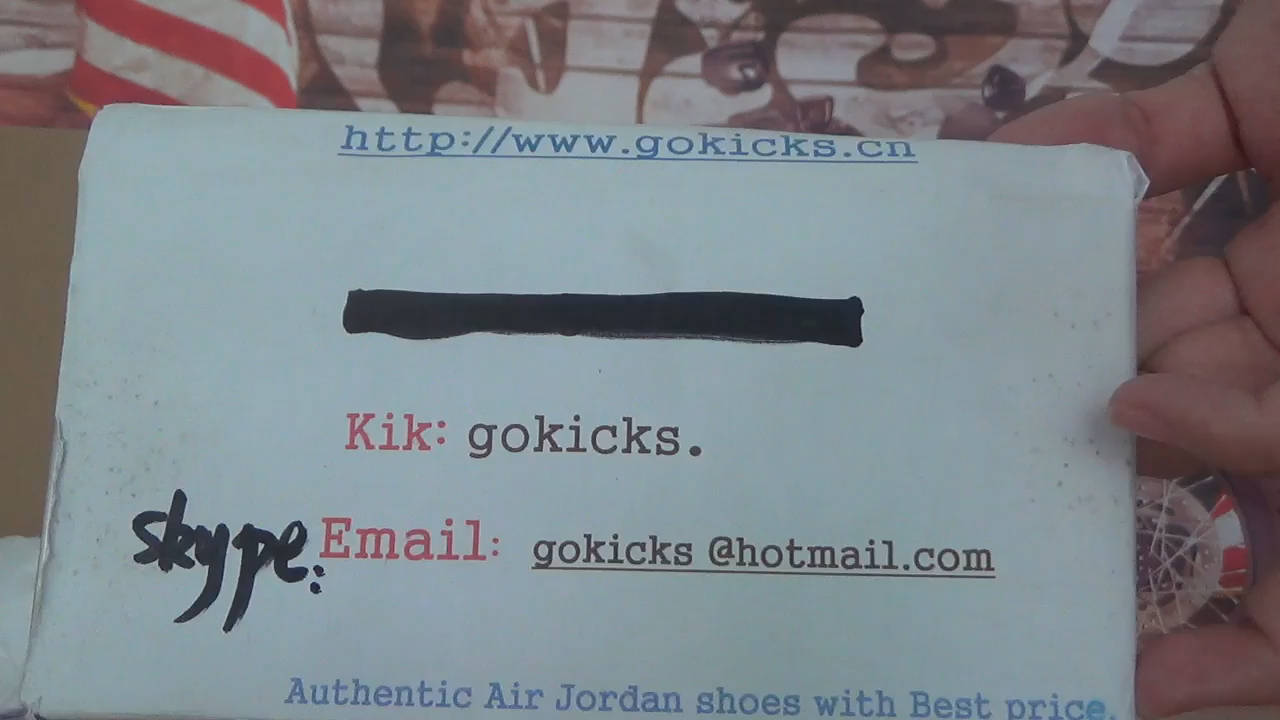 http://www.gokicks.cn
Kik: gokicks.
skype: Email: gokicks @hotmail.com
Authentic Air Jordan shoes with Best price.